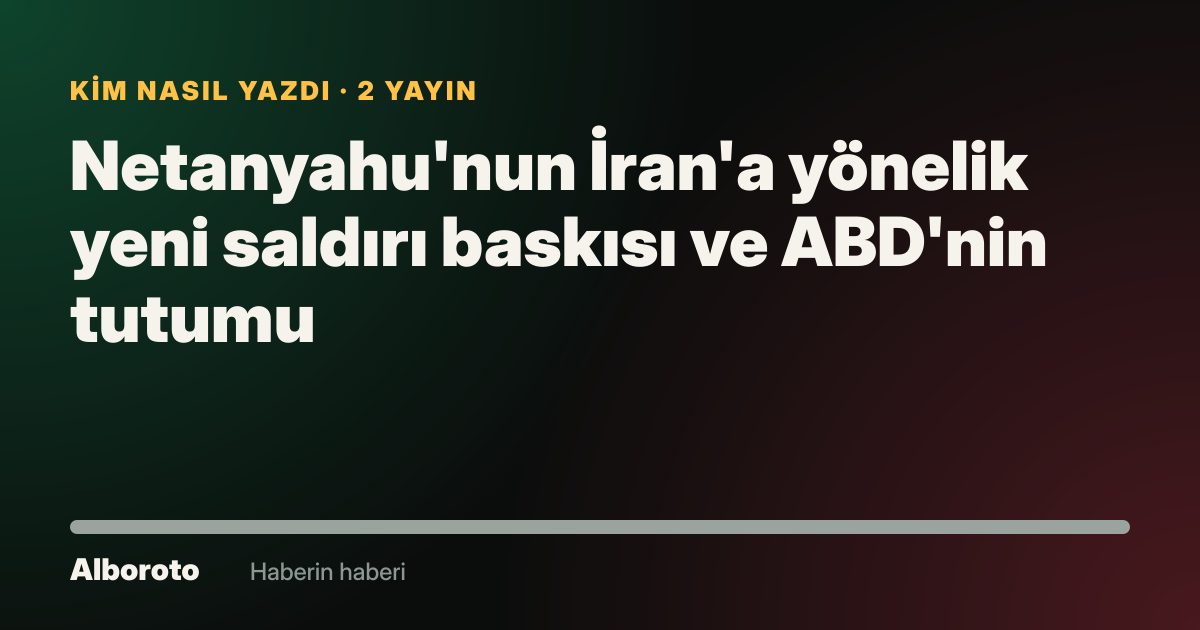 KİM NASIL YAZDI · 2 YAYIN
Netanyahu'nun İran'a yönelik
yeni saldırı baskısı ve ABD'nin
tutumu
Alboroto
Haberin haberi